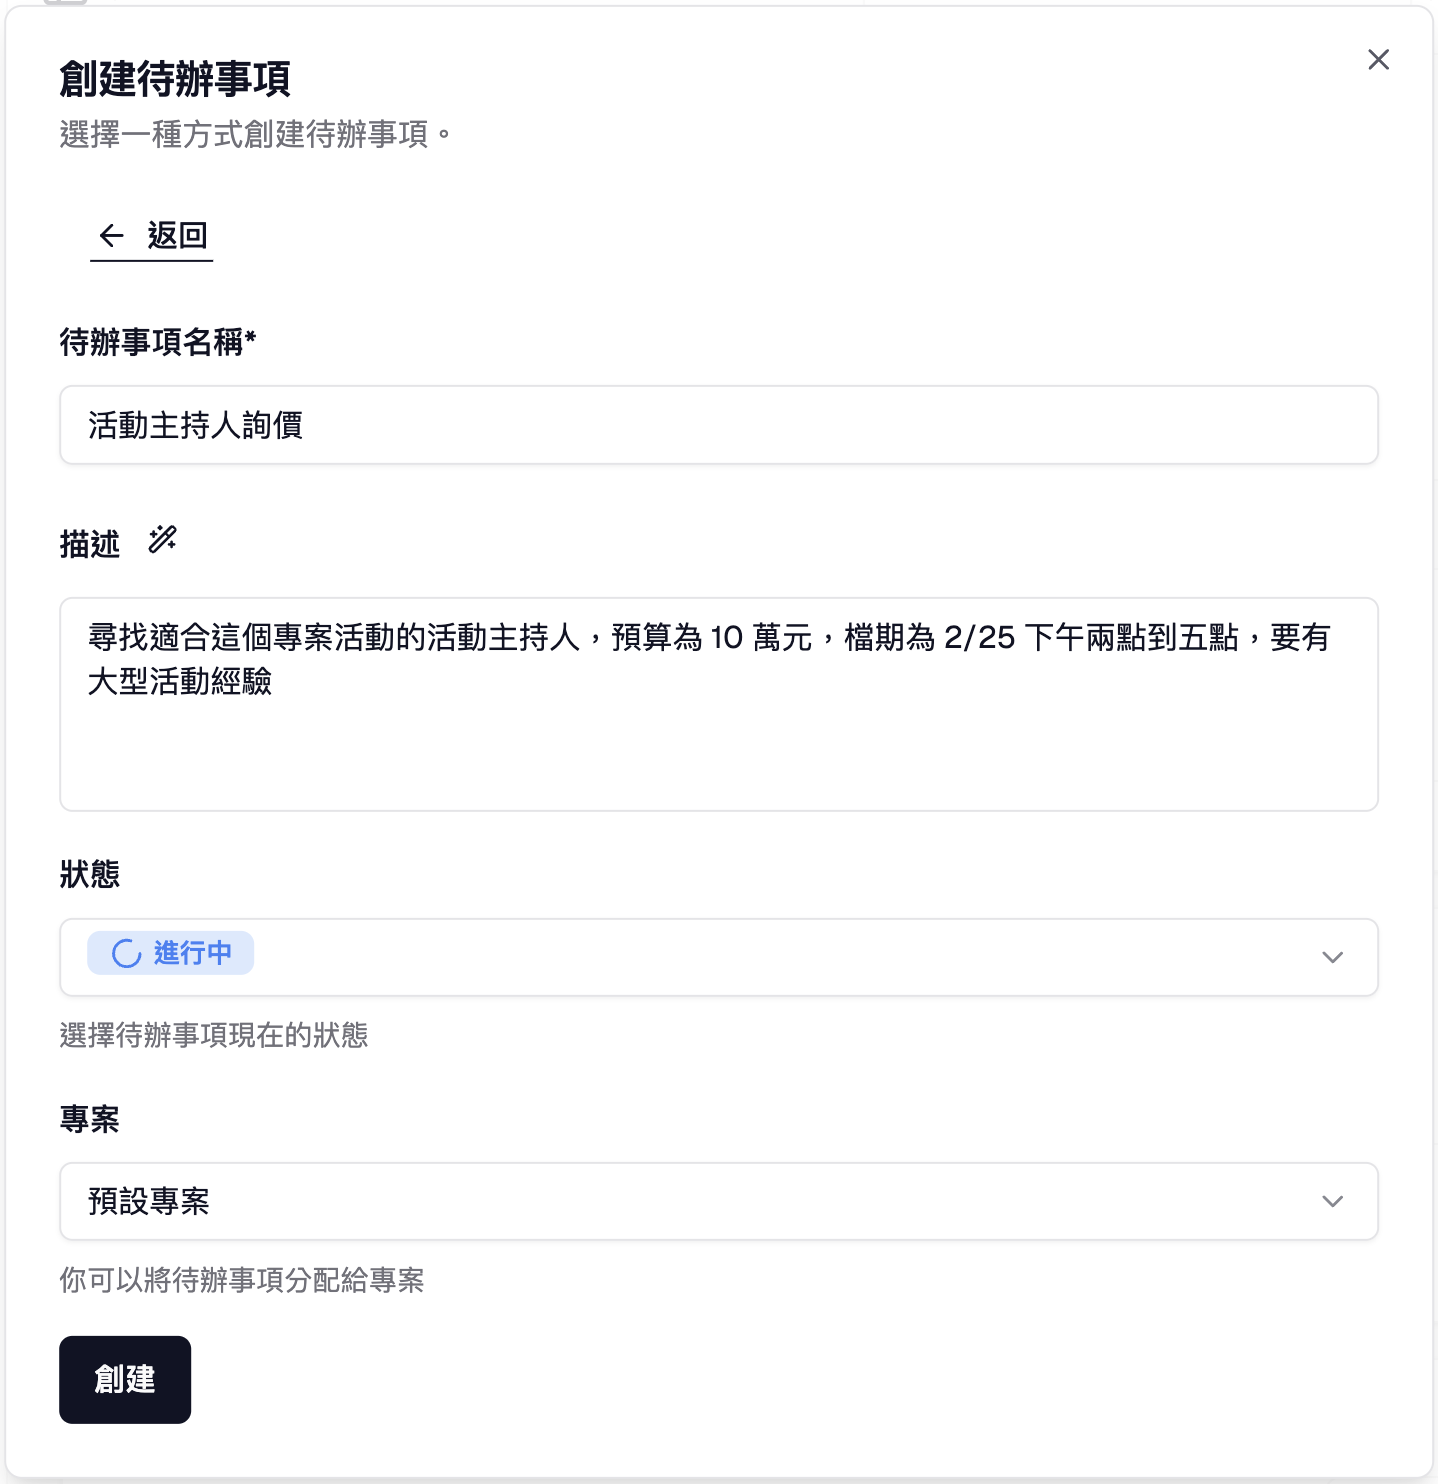 創建待辦事項
選擇一種方式創建待辦事項。
返回
待辦事項名稱*
活動主持人詢價
描述
尋找適合這個專案活動的活動主持人，預算為 10 萬元，檔期為 2/25 下午兩點到五點，要有
大型活動經驗
狀態
進行中
選擇待辦事項現在的狀態
專案
預設專案
你可以將待辦事項分配給專案
創建